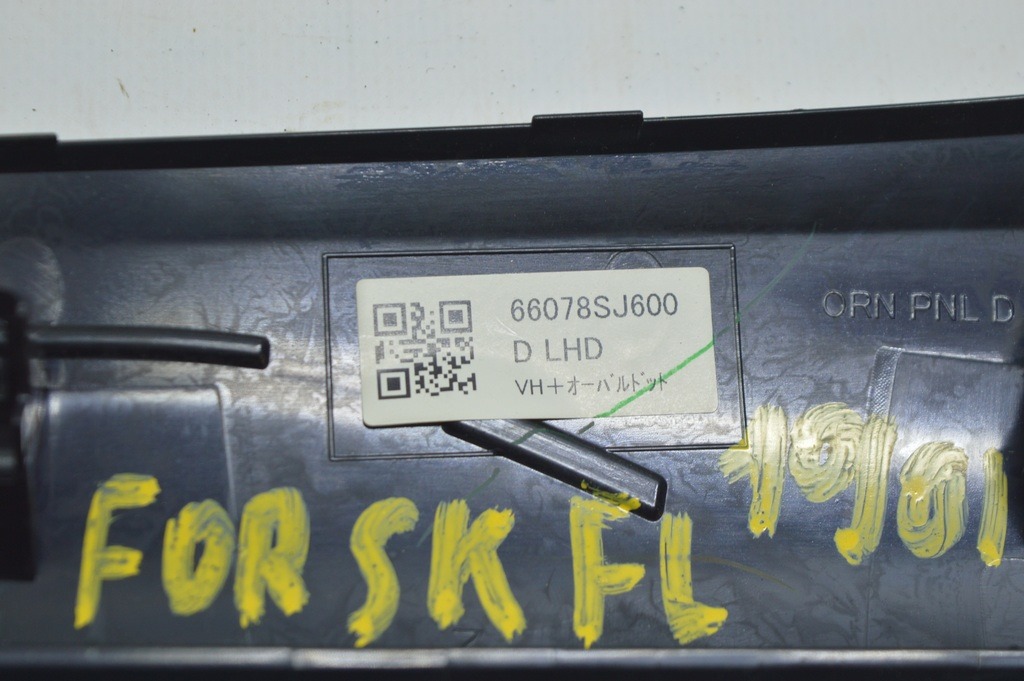 66078SJ600
D LHD
VH+オーバルドット
ORN PNL D
FOR SK FL 19101